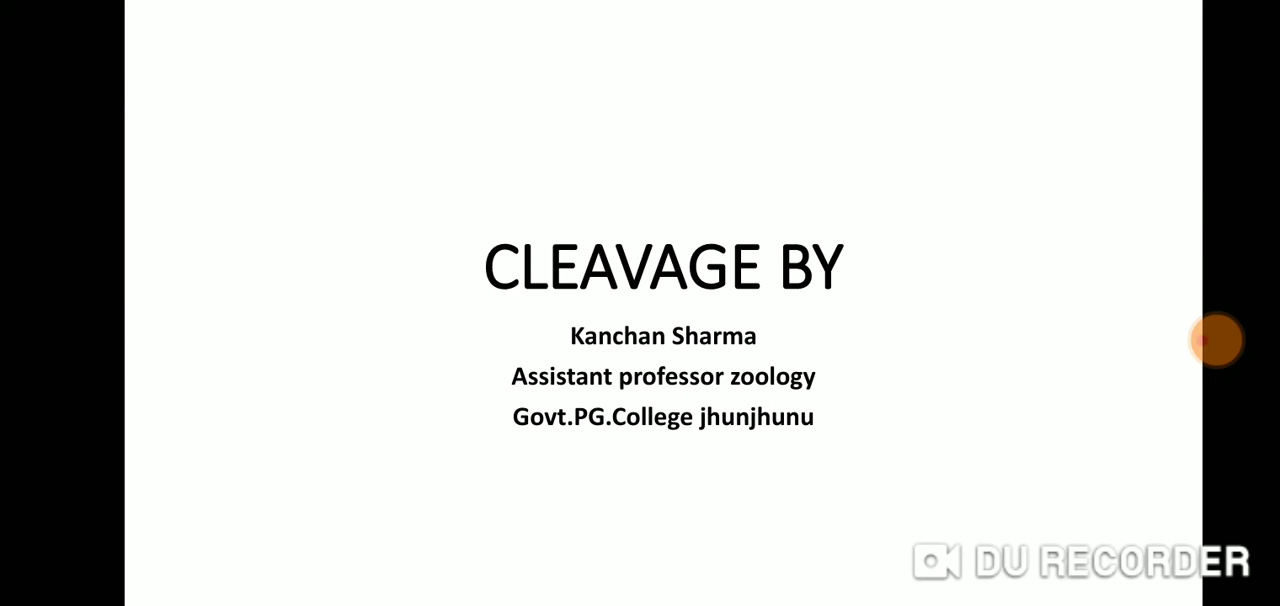 CLEAVAGE BY
Kanchan Sharma
Assistant professor zoology
Govt.PG.College jhunjhunu
DU RECORDER